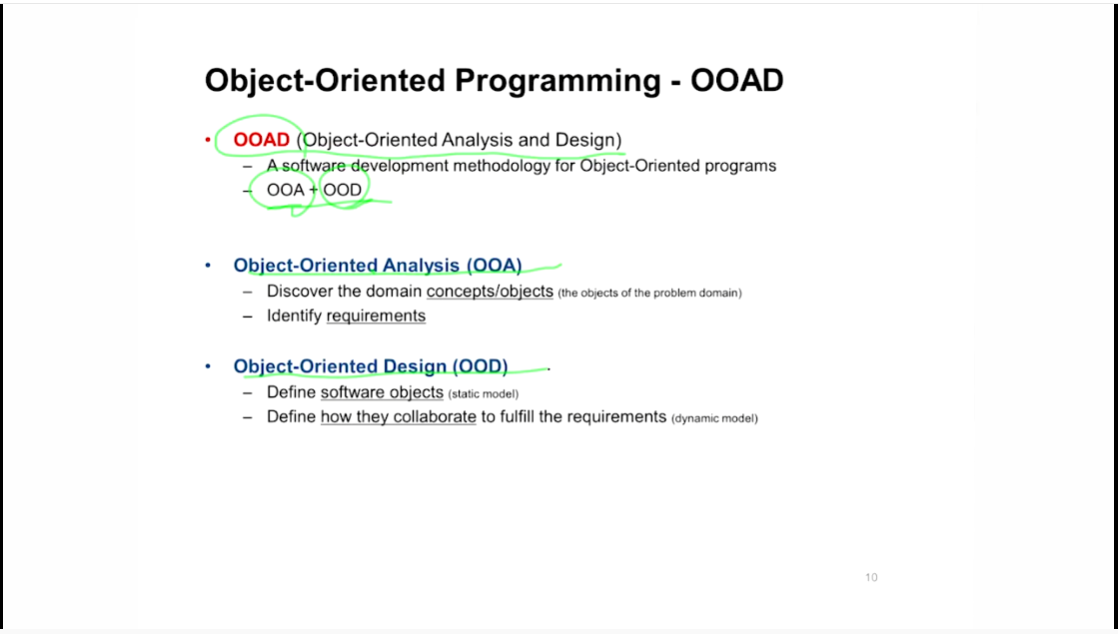 Object-Oriented Programming - OOAD
• OOAD (Object-Oriented Analysis and Design)
– A software development methodology for Object-Oriented programs
– OOA + OOD
• Object-Oriented Analysis (OOA)
– Discover the domain concepts/objects (the objects of the problem domain)
– Identify requirements
• Object-Oriented Design (OOD)
– Define software objects (static model)
– Define how they collaborate to fulfill the requirements (dynamic model)
10